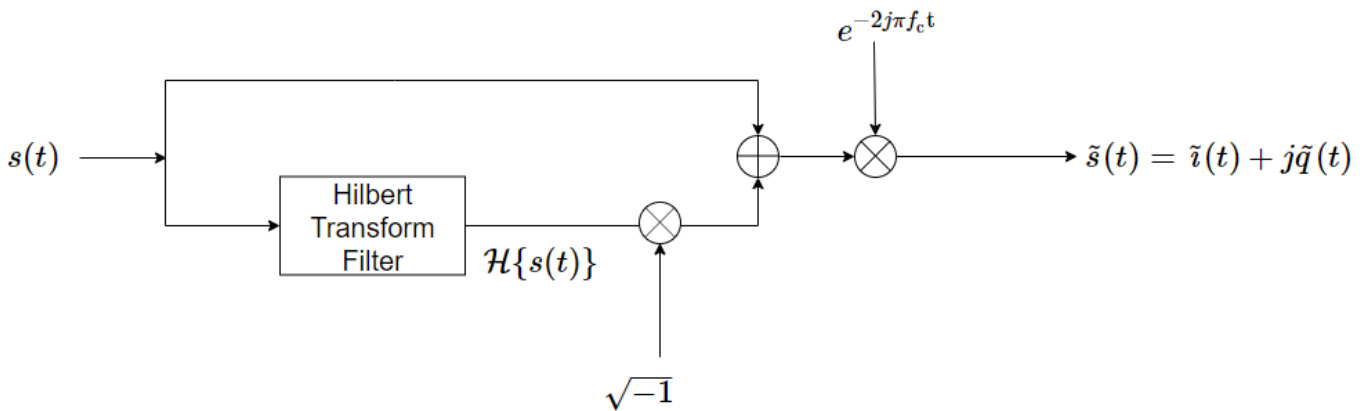 e^{-2jπf_c t}
s(t)
s̃(t) = ĩ(t) + jq̃(t)
Hilbert
Transform
Filter
ℋ{s(t)}
√−1